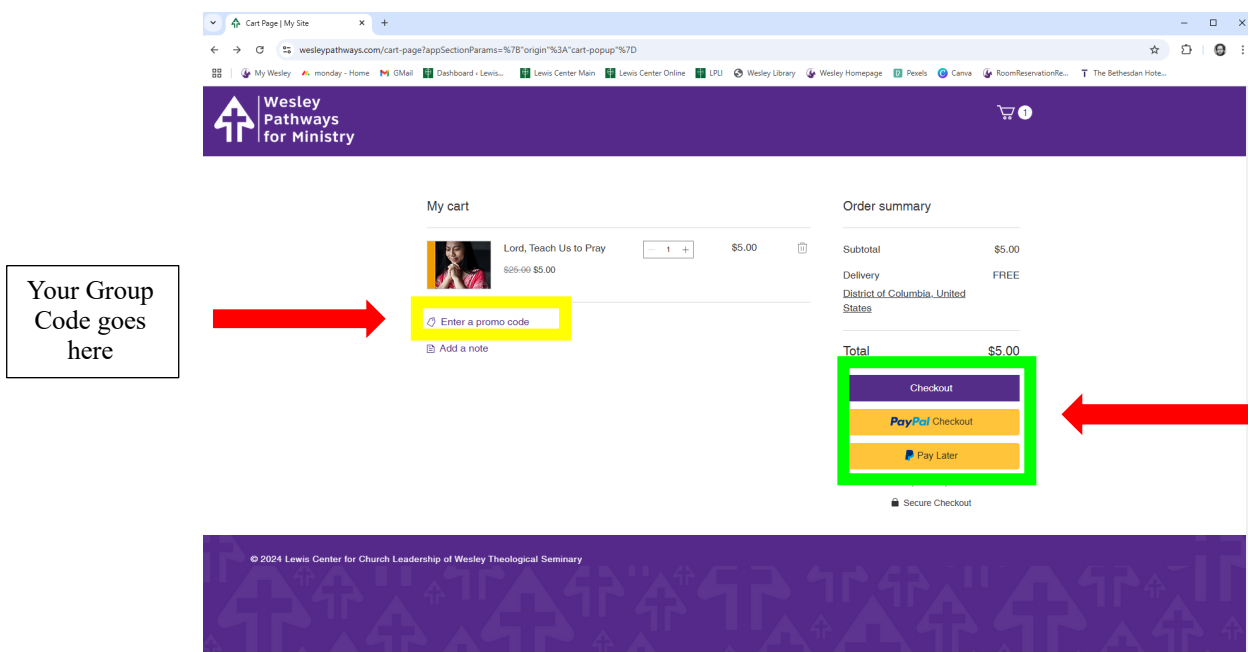 Cart Page | My Site
wesleypathways.com/cart-page?appSectionParams=%7B"origin"%3A"cart-popup"%7D
My Wesley monday - Home GMail Dashboard ‹ Lewis... Lewis Center Main Lewis Center Online LPLI Wesley Library Wesley Homepage Pexels Canva RoomReservationRe... The Bethesdan Hote...
Wesley
Pathways
for Ministry
1
My cart
Lord, Teach Us to Pray
$25.00 $5.00
1
$5.00
Enter a promo code
Add a note
Order summary
Subtotal $5.00
Delivery FREE
District of Columbia, United
States
Total $5.00
Checkout
PayPal Checkout
Pay Later
Secure Checkout
Your Group
Code goes
here
© 2024 Lewis Center for Church Leadership of Wesley Theological Seminary